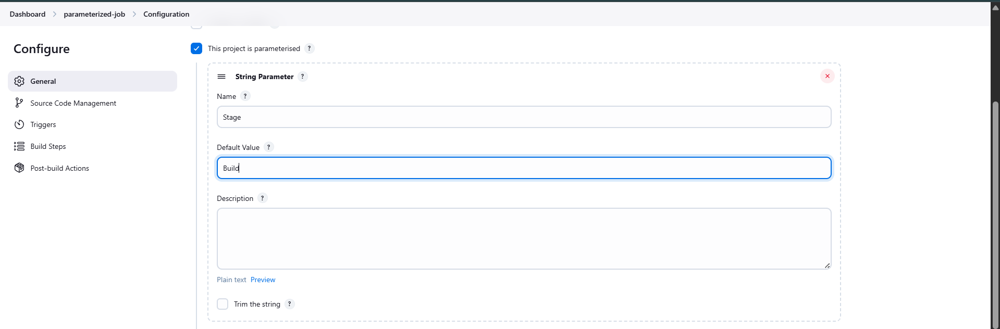 Dashboard > parameterized-job > Configuration
Configure
This project is parameterised ?
General
Source Code Management
Triggers
Build Steps
Post-build Actions
String Parameter ?
Name ?
Stage
Default Value ?
Build
Description ?
Plain text Preview
Trim the string ?